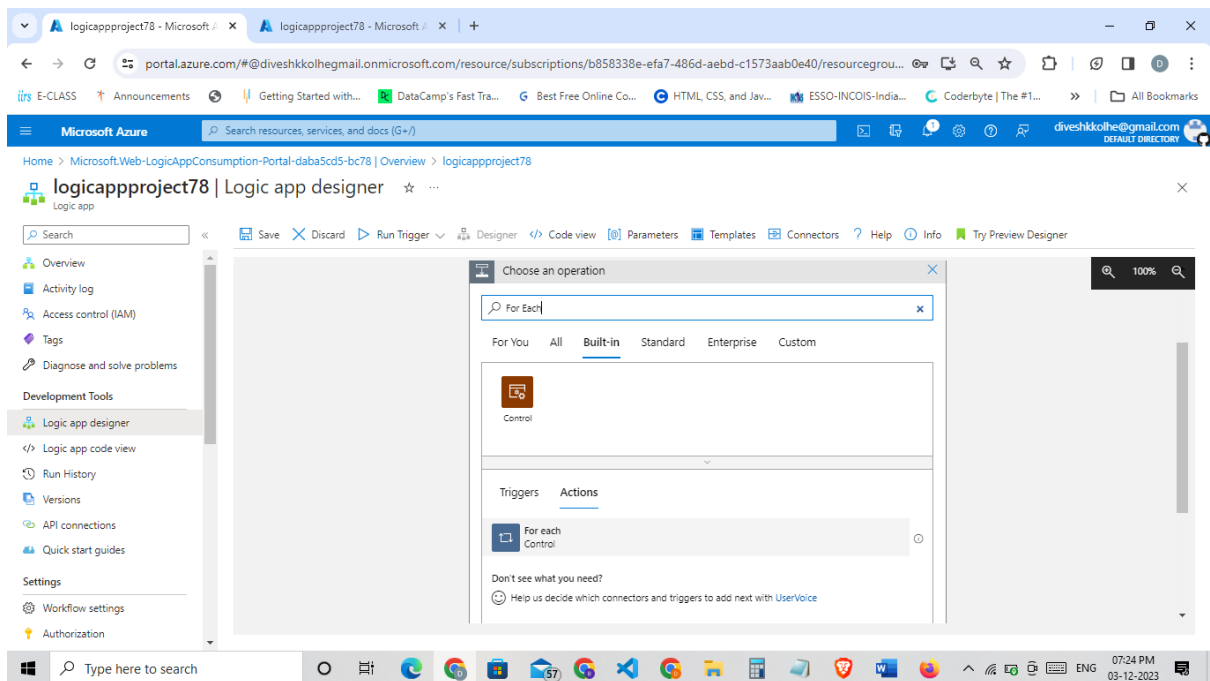 logicappproject78 - Microsoft A
logicappproject78 - Microsoft A
portal.azure.com/#@diveshkkolhegmail.onmicrosoft.com/resource/subscriptions/b858338e-efa7-486d-aebd-c1573aab0e40/resourcegrou...
iirs E-CLASS Announcements Getting Started with... DataCamp's Fast Tra... Best Free Online Co... HTML, CSS, and Jav... ESSO-INCOIS-India... Coderbyte | The #1... » All Bookmarks
Microsoft Azure
Search resources, services, and docs (G+/)
1
diveshkkolhe@gmail.com
DEFAULT DIRECTORY
Home > Microsoft.Web-LogicAppConsumption-Portal-daba5cd5-bc78 | Overview > logicappproject78
logicappproject78 | Logic app designer
Logic app
Search
Save Discard Run Trigger Designer Code view Parameters Templates Connectors Help Info Try Preview Designer
Overview
Activity log
Access control (IAM)
Tags
Diagnose and solve problems
Development Tools
Logic app designer
Logic app code view
Run History
Versions
API connections
Quick start guides
Settings
Workflow settings
Authorization
Choose an operation
100%
For Each
For You All Built-in Standard Enterprise Custom
Control
Triggers Actions
For each
Control
Don't see what you need?
Help us decide which connectors and triggers to add next with UserVoice
Type here to search
57
ENG
07:24 PM
03-12-2023